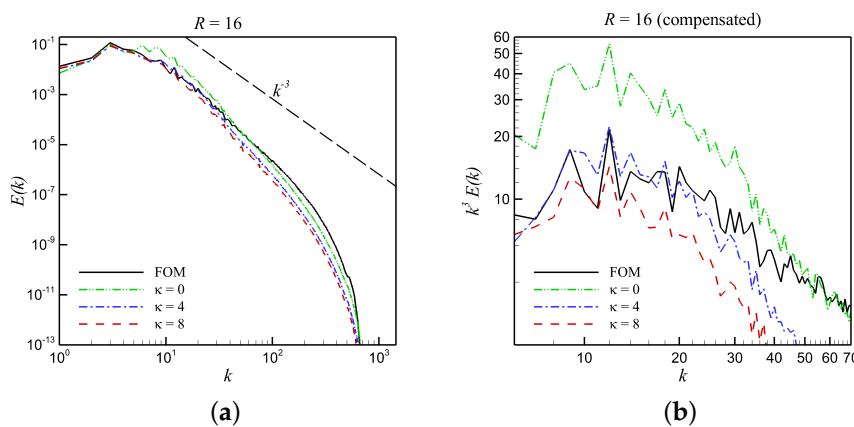 R = 16
10^-1
10^-3
10^-5
10^-7
10^-9
10^-11
10^-13
E(k)
k^-3
FOM
κ = 0
κ = 4
κ = 8
10^0
10^1
10^2
10^3
k
(a)
R = 16 (compensated)
60
50
40
30
20
10
k^3 E(k)
FOM
κ = 0
κ = 4
κ = 8
10
20
30
40
50
60
70
k
(b)